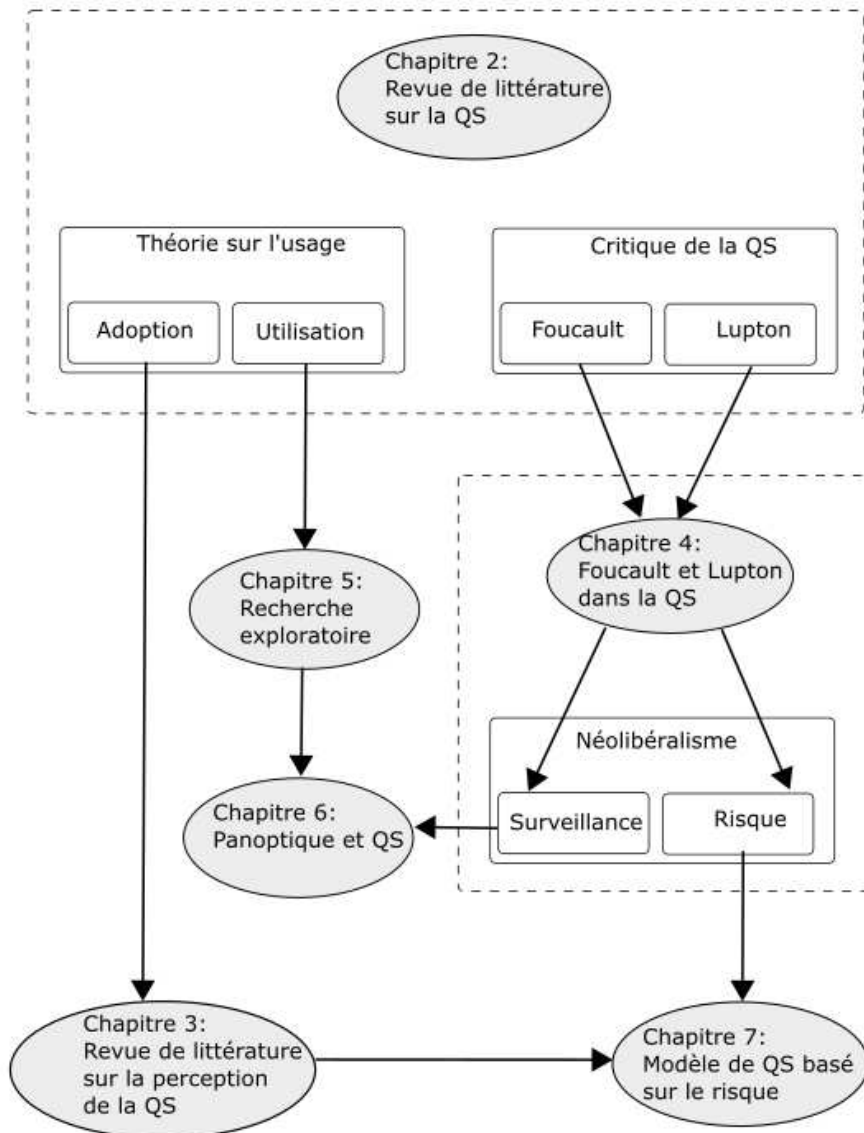 Chapitre 2:
Revue de littérature
sur la QS
Théorie sur l'usage
Critique de la QS
Adoption
Utilisation
Foucault
Lupton
Chapitre 4:
Foucault et Lupton
dans la QS
Chapitre 5:
Recherche
exploratoire
Néolibéralisme
Surveillance
Risque
Chapitre 6:
Panoptique et QS
Chapitre 3:
Revue de littérature
sur la perception
de la QS
Chapitre 7:
Modèle de QS basé
sur le risque